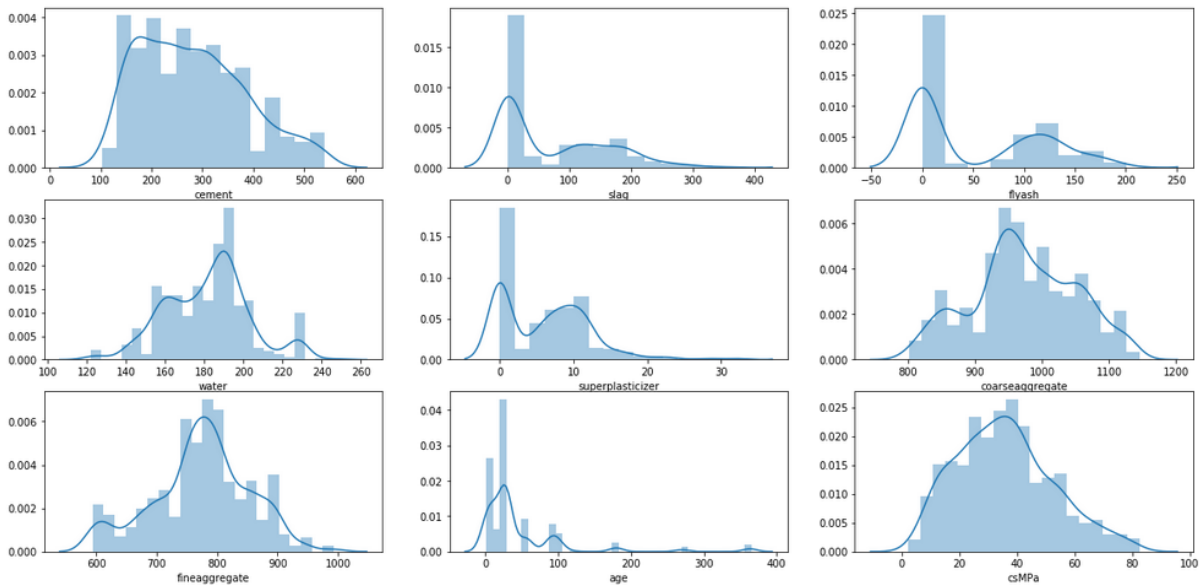 0.004
0.003
0.002
0.001
0.000
0 100 200 300 400 500 600
cement
0.015
0.010
0.005
0.000
0 100 200 300 400
slag
0.025
0.020
0.015
0.010
0.005
0.000
−50 0 50 100 150 200 250
flyash
0.030
0.025
0.020
0.015
0.010
0.005
0.000
100 120 140 160 180 200 220 240 260
water
0.15
0.10
0.05
0.00
0 10 20 30
superplasticizer
0.006
0.004
0.002
0.000
800 900 1000 1100 1200
coarseaggregate
0.006
0.004
0.002
0.000
600 700 800 900 1000
fineaggregate
0.04
0.03
0.02
0.01
0.00
0 100 200 300 400
age
0.025
0.020
0.015
0.010
0.005
0.000
0 20 40 60 80 100
csMPa